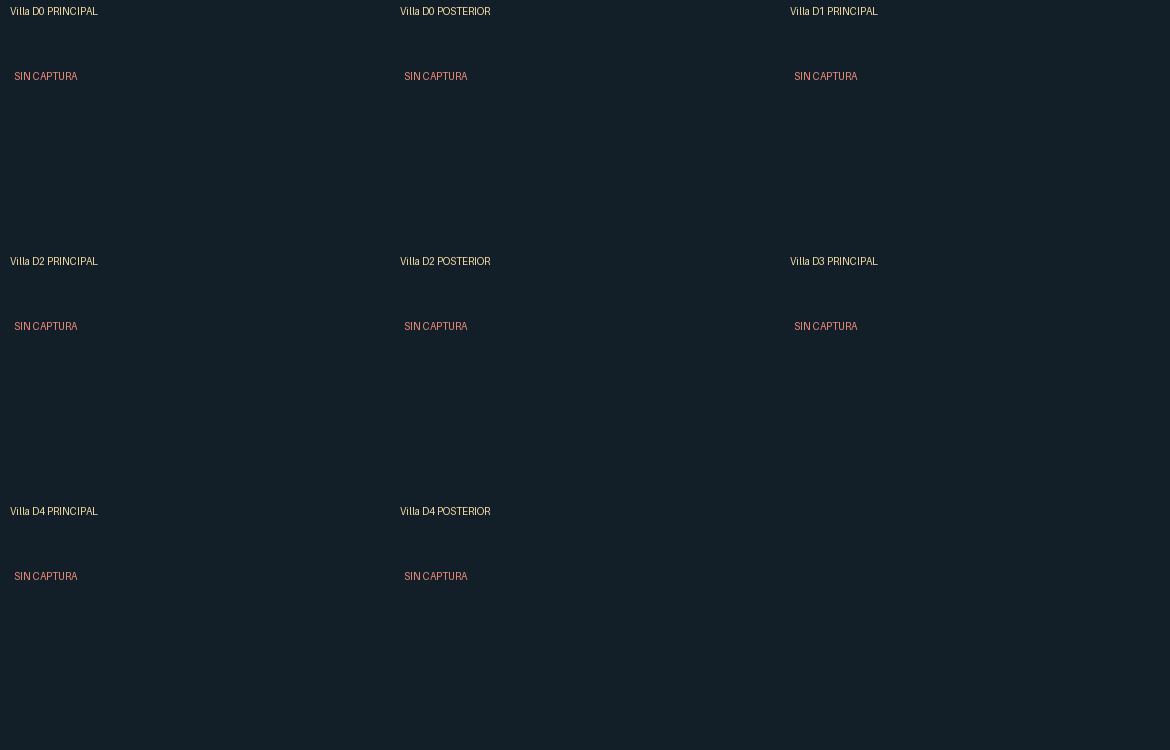 Villa D0 PRINCIPAL
Villa D0 POSTERIOR
Villa D1 PRINCIPAL
SIN CAPTURA
SIN CAPTURA
SIN CAPTURA
Villa D2 PRINCIPAL
Villa D2 POSTERIOR
Villa D3 PRINCIPAL
SIN CAPTURA
SIN CAPTURA
SIN CAPTURA
Villa D4 PRINCIPAL
Villa D4 POSTERIOR
SIN CAPTURA
SIN CAPTURA